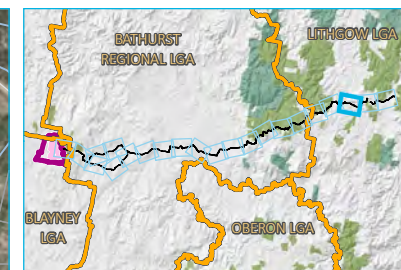 BATHURST
REGIONAL LGA
LITHGOW LGA
BLAYNEY
LGA
OBERON LGA